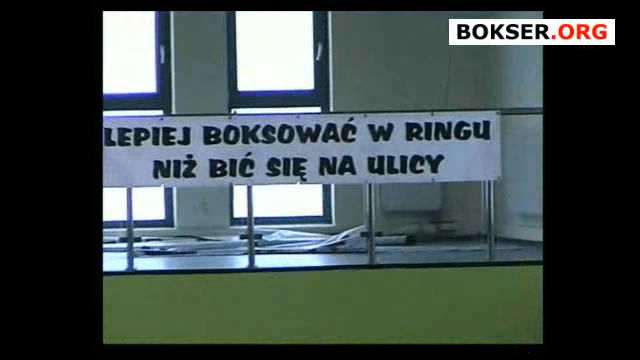 BOKSER.ORG
LEPIEJ BOKSOWAĆ W RINGU
NIŻ BIĆ SIĘ NA ULICY